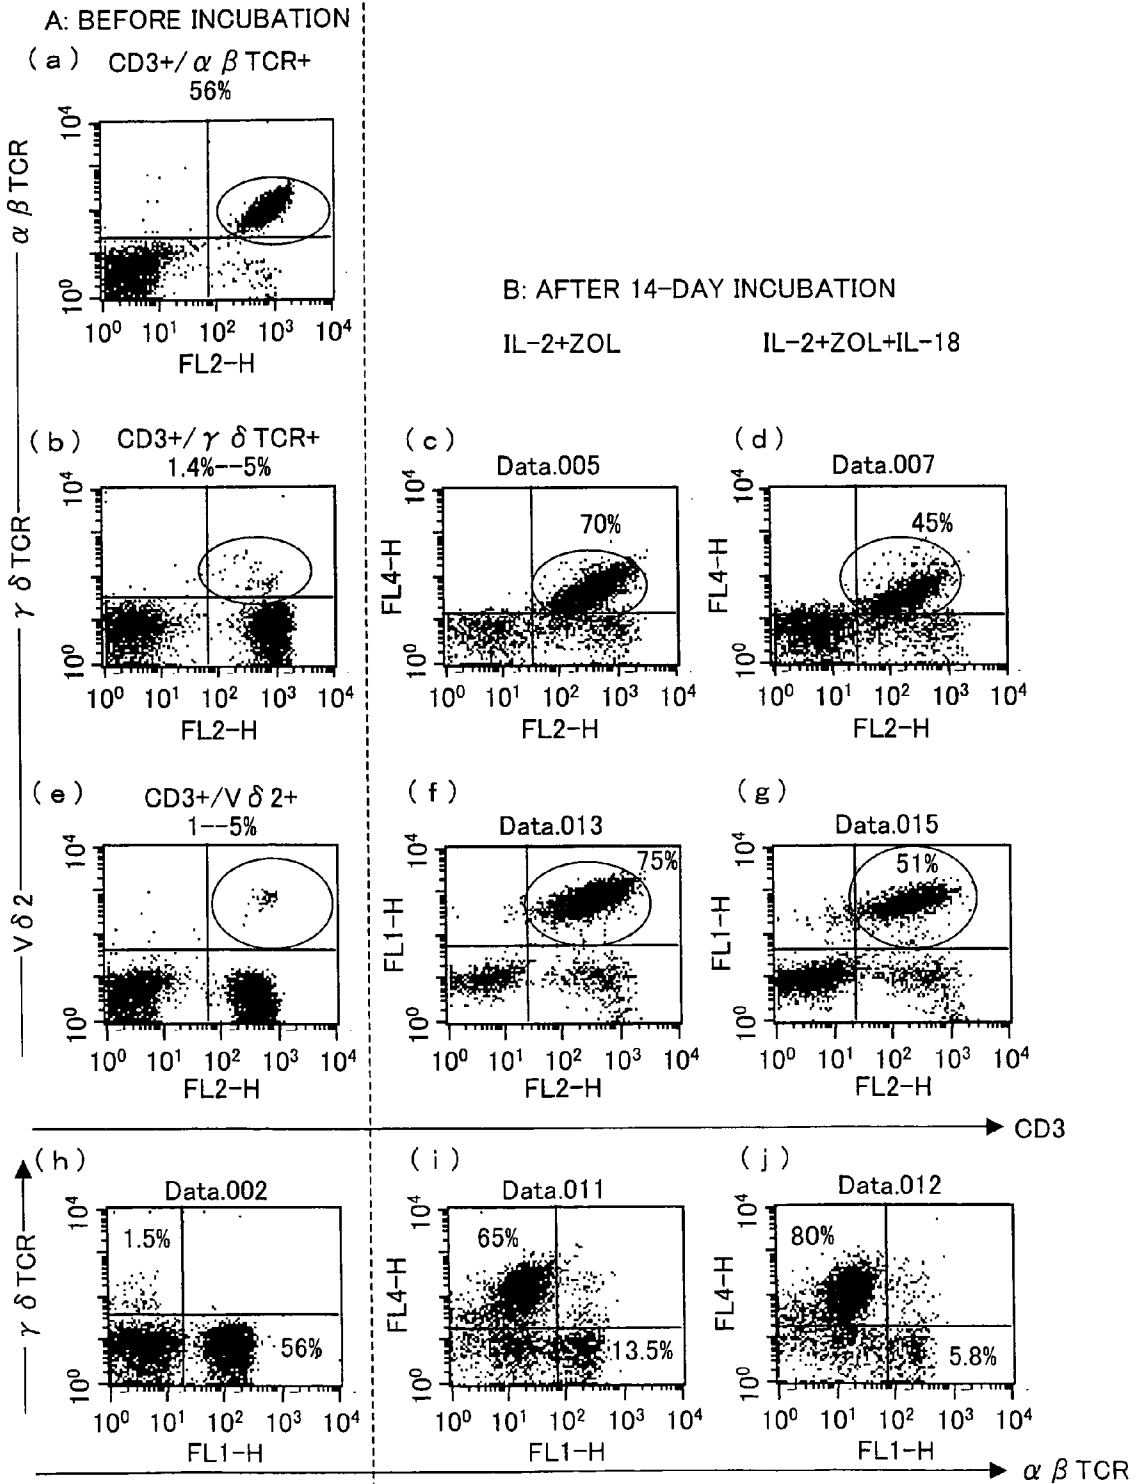 A: BEFORE INCUBATION
(a) CD3+/αβTCR+
56%
αβTCR
10⁴
10⁰
10⁰ 10¹ 10² 10³ 10⁴
FL2-H
B: AFTER 14-DAY INCUBATION
IL-2+ZOL IL-2+ZOL+IL-18
(b) CD3+/γδTCR+
1.4%--5%
γδTCR
10⁴
10⁰
10⁰ 10¹ 10² 10³ 10⁴
FL2-H
(c) Data.005
70%
FL4-H
10⁴
10⁰
10⁰ 10¹ 10² 10³ 10⁴
FL2-H
(d) Data.007
45%
FL4-H
10⁴
10⁰
10⁰ 10¹ 10² 10³ 10⁴
FL2-H
(e) CD3+/Vδ2+
1--5%
Vδ2
10⁴
10⁰
10⁰ 10¹ 10² 10³ 10⁴
FL2-H
(f) Data.013
75%
FL1-H
10⁴
10⁰
10⁰ 10¹ 10² 10³ 10⁴
FL2-H
(g) Data.015
51%
FL1-H
10⁴
10⁰
10⁰ 10¹ 10² 10³ 10⁴
FL2-H
CD3
(h) Data.002
1.5%
56%
γδTCR
10⁴
10⁰
10⁰ 10¹ 10² 10³ 10⁴
FL1-H
(i) Data.011
65%
13.5%
FL4-H
10⁴
10⁰
10⁰ 10¹ 10² 10³ 10⁴
FL1-H
(j) Data.012
80%
5.8%
FL4-H
10⁴
10⁰
10⁰ 10¹ 10² 10³ 10⁴
FL1-H
αβTCR